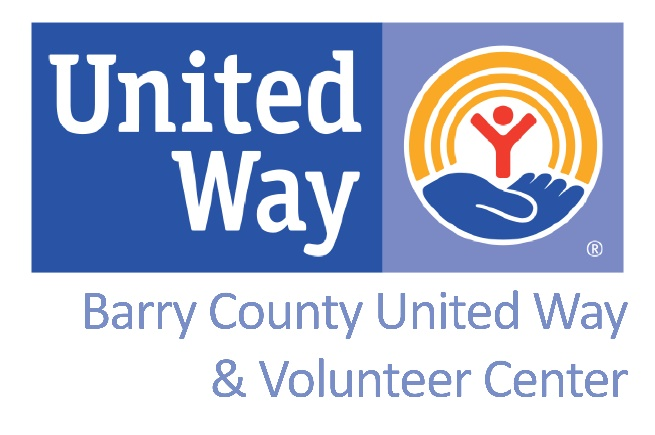 United
Way
®
Barry County United Way
& Volunteer Center